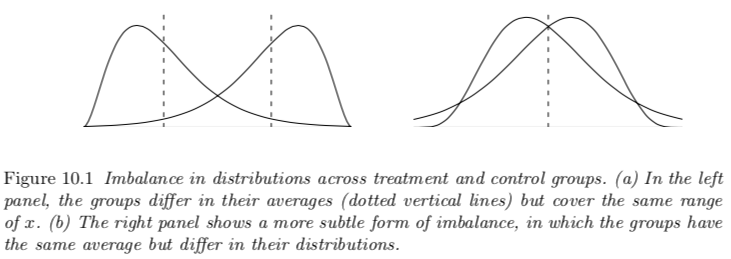 Figure 10.1 Imbalance in distributions across treatment and control groups. (a) In the left
panel, the groups differ in their averages (dotted vertical lines) but cover the same range
of x. (b) The right panel shows a more subtle form of imbalance, in which the groups have
the same average but differ in their distributions.